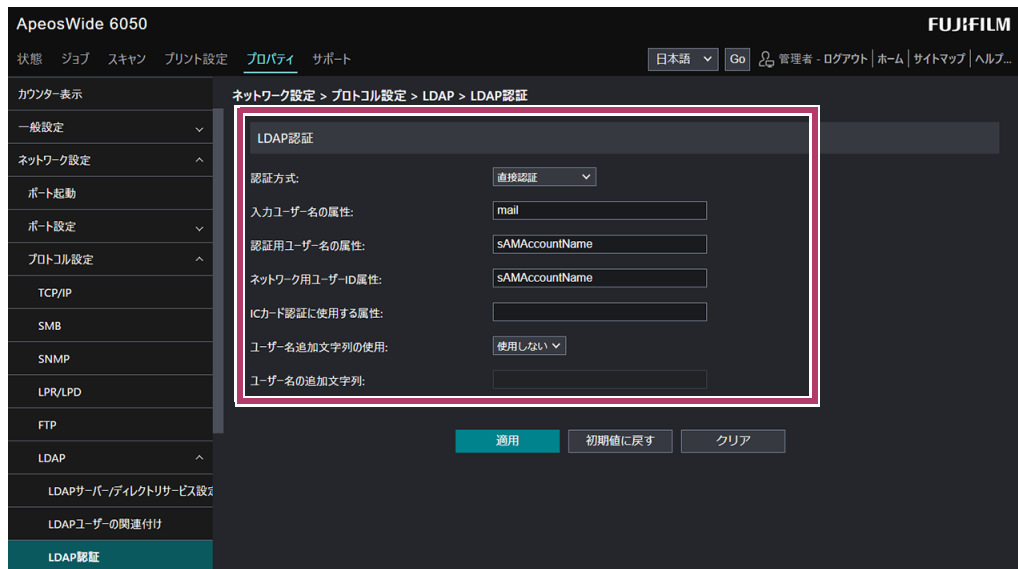 ApeosWide 6050
FUJIFILM
状態 ジョブ スキャン プリント設定 プロパティ サポート
日本語 Go 管理者 - ログアウト ホーム サイトマップ ヘルプ...
カウンター表示
一般設定
ネットワーク設定
ポート起動
ポート設定
プロトコル設定
TCP/IP
SMB
SNMP
LPR/LPD
FTP
LDAP
LDAPサーバー/ディレクトリサービス設定
LDAPユーザーの関連付け
LDAP認証
ネットワーク設定 > プロトコル設定 > LDAP > LDAP認証
LDAP認証
認証方式: 直接認証
入力ユーザー名の属性: mail
認証用ユーザー名の属性: sAMAccountName
ネットワーク用ユーザーID属性: sAMAccountName
ICカード認証に使用する属性:
ユーザー名追加文字列の使用: 使用しない
ユーザー名の追加文字列:
適用 初期値に戻す クリア